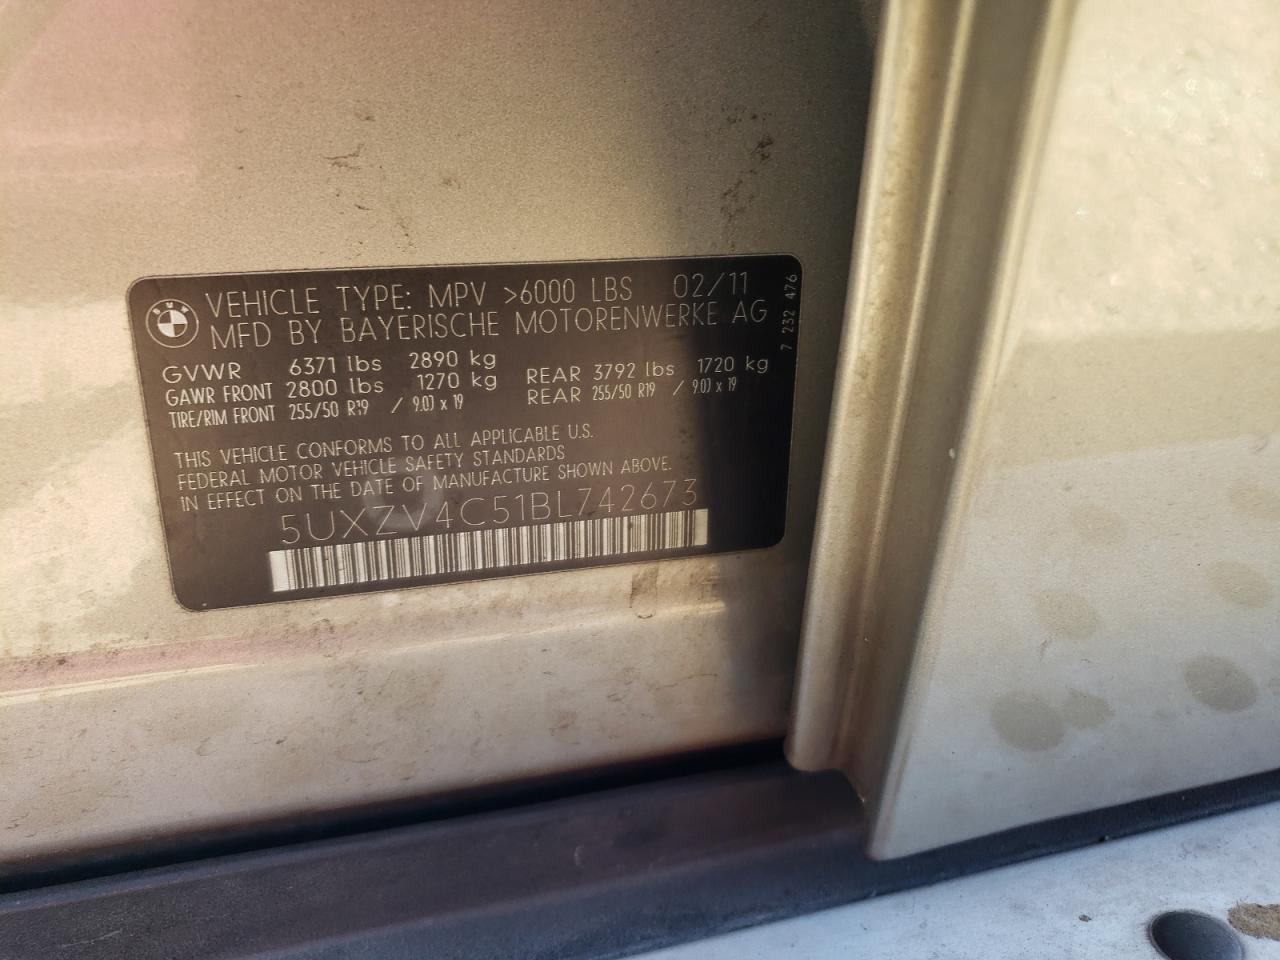 VEHICLE TYPE: MPV >6000 LBS 02/11
MFD BY BAYERISCHE MOTORENWERKE AG
GVWR 6371 lbs 2890 kg
GAWR FRONT 2800 lbs 1270 kg REAR 3792 lbs 1720 kg
TIRE/RIM FRONT 255/50 R19 / 9.0J x 19 REAR 255/50 R19 / 9.0J x 19
THIS VEHICLE CONFORMS TO ALL APPLICABLE U.S.
FEDERAL MOTOR VEHICLE SAFETY STANDARDS
IN EFFECT ON THE DATE OF MANUFACTURE SHOWN ABOVE.
5UXZV4C51BL742673
7 232 476
BMW